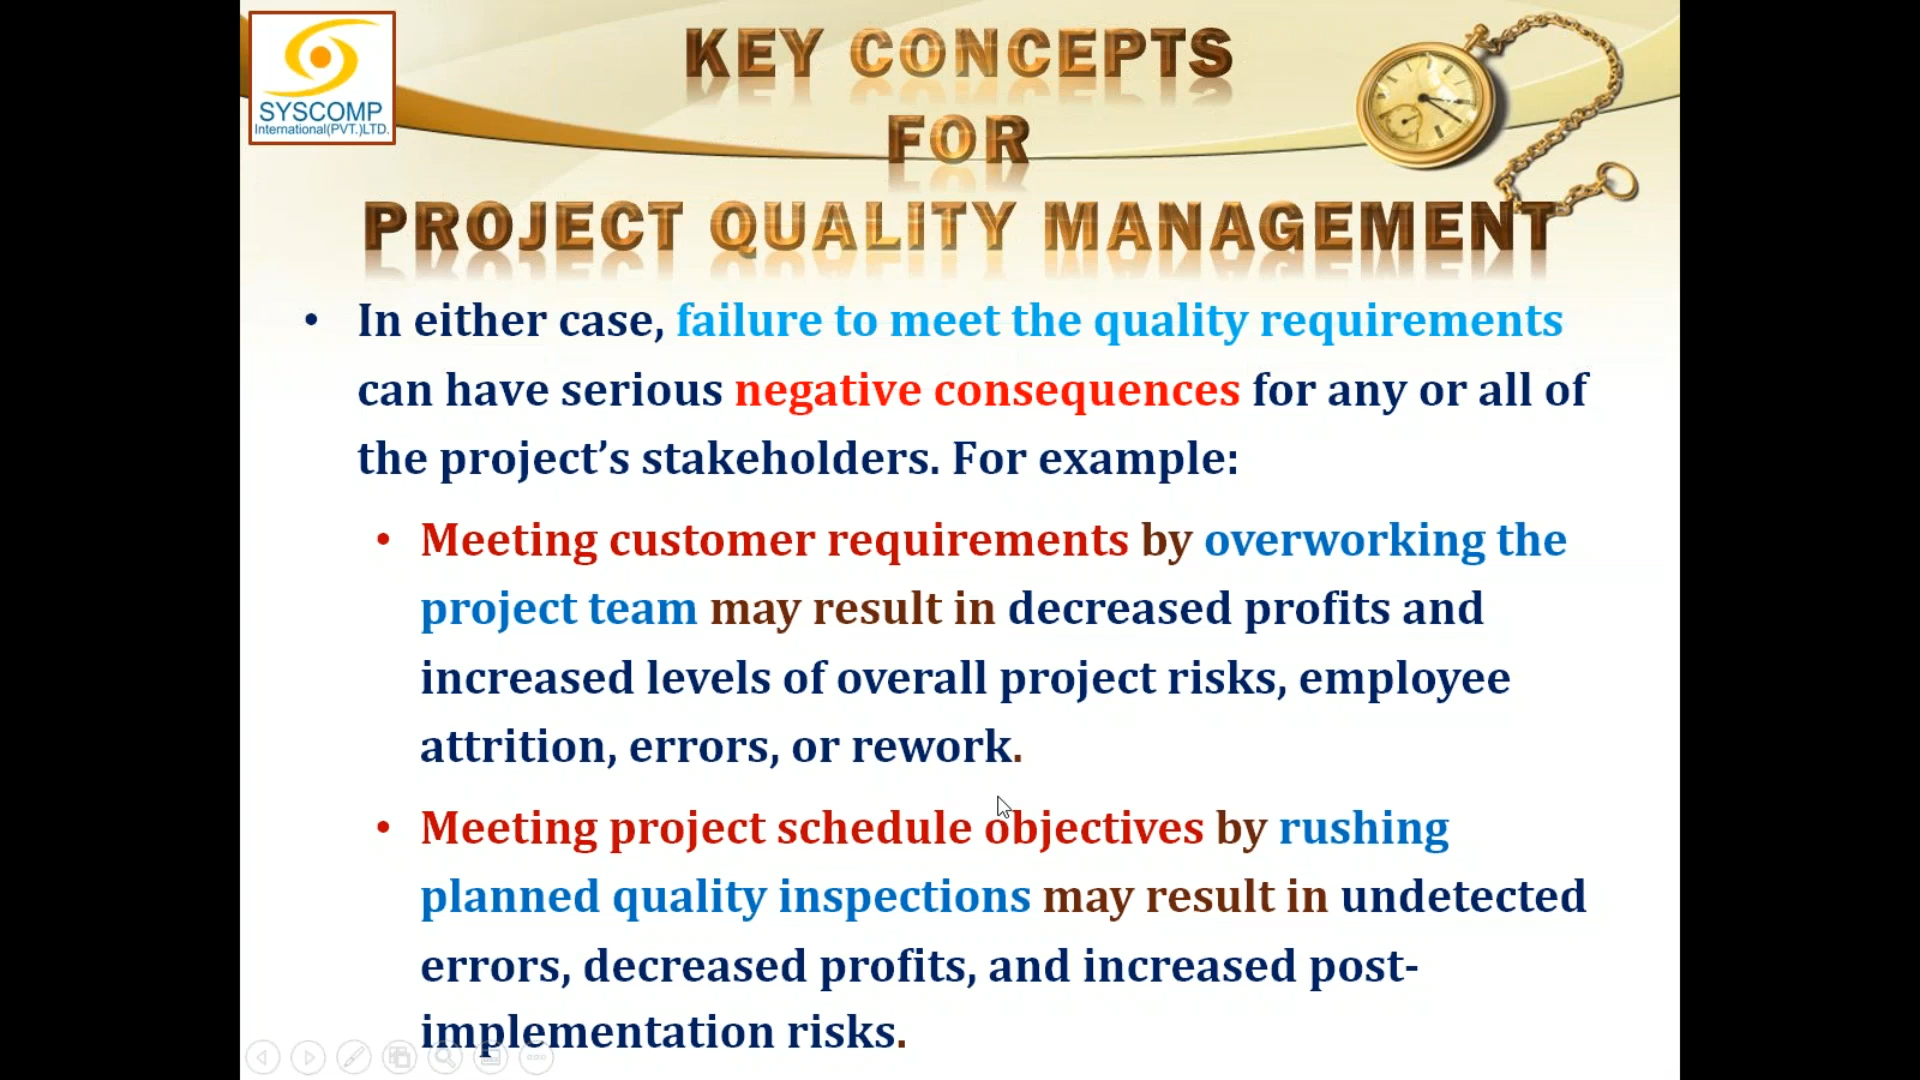 SYSCOMP
International(PVT.)LTD.
KEY CONCEPTS
FOR
PROJECT QUALITY MANAGEMENT
• In either case, failure to meet the quality requirements
can have serious negative consequences for any or all of
the project’s stakeholders. For example:
• Meeting customer requirements by overworking the
project team may result in decreased profits and
increased levels of overall project risks, employee
attrition, errors, or rework.
• Meeting project schedule objectives by rushing
planned quality inspections may result in undetected
errors, decreased profits, and increased post-
implementation risks.